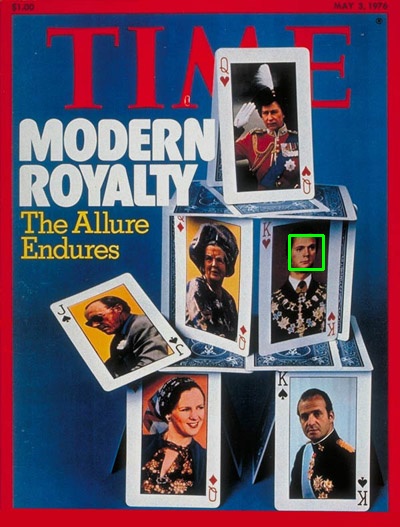 $1.00
MAY 3, 1976
TIME
MODERN
ROYALTY
The Allure
Endures
Q
Q
K
K
J
J
Q
K
K